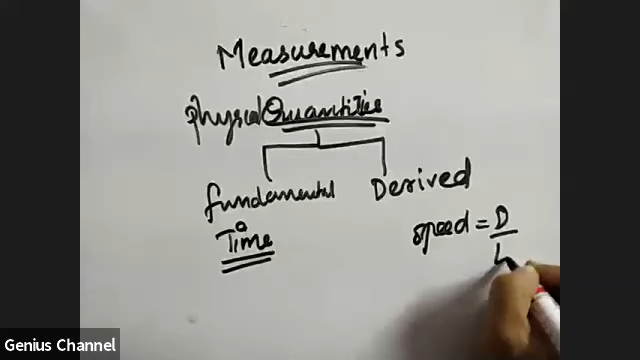 Measurements
physical Quantities
fundamental Derived
Time
speed = D
Genius Channel